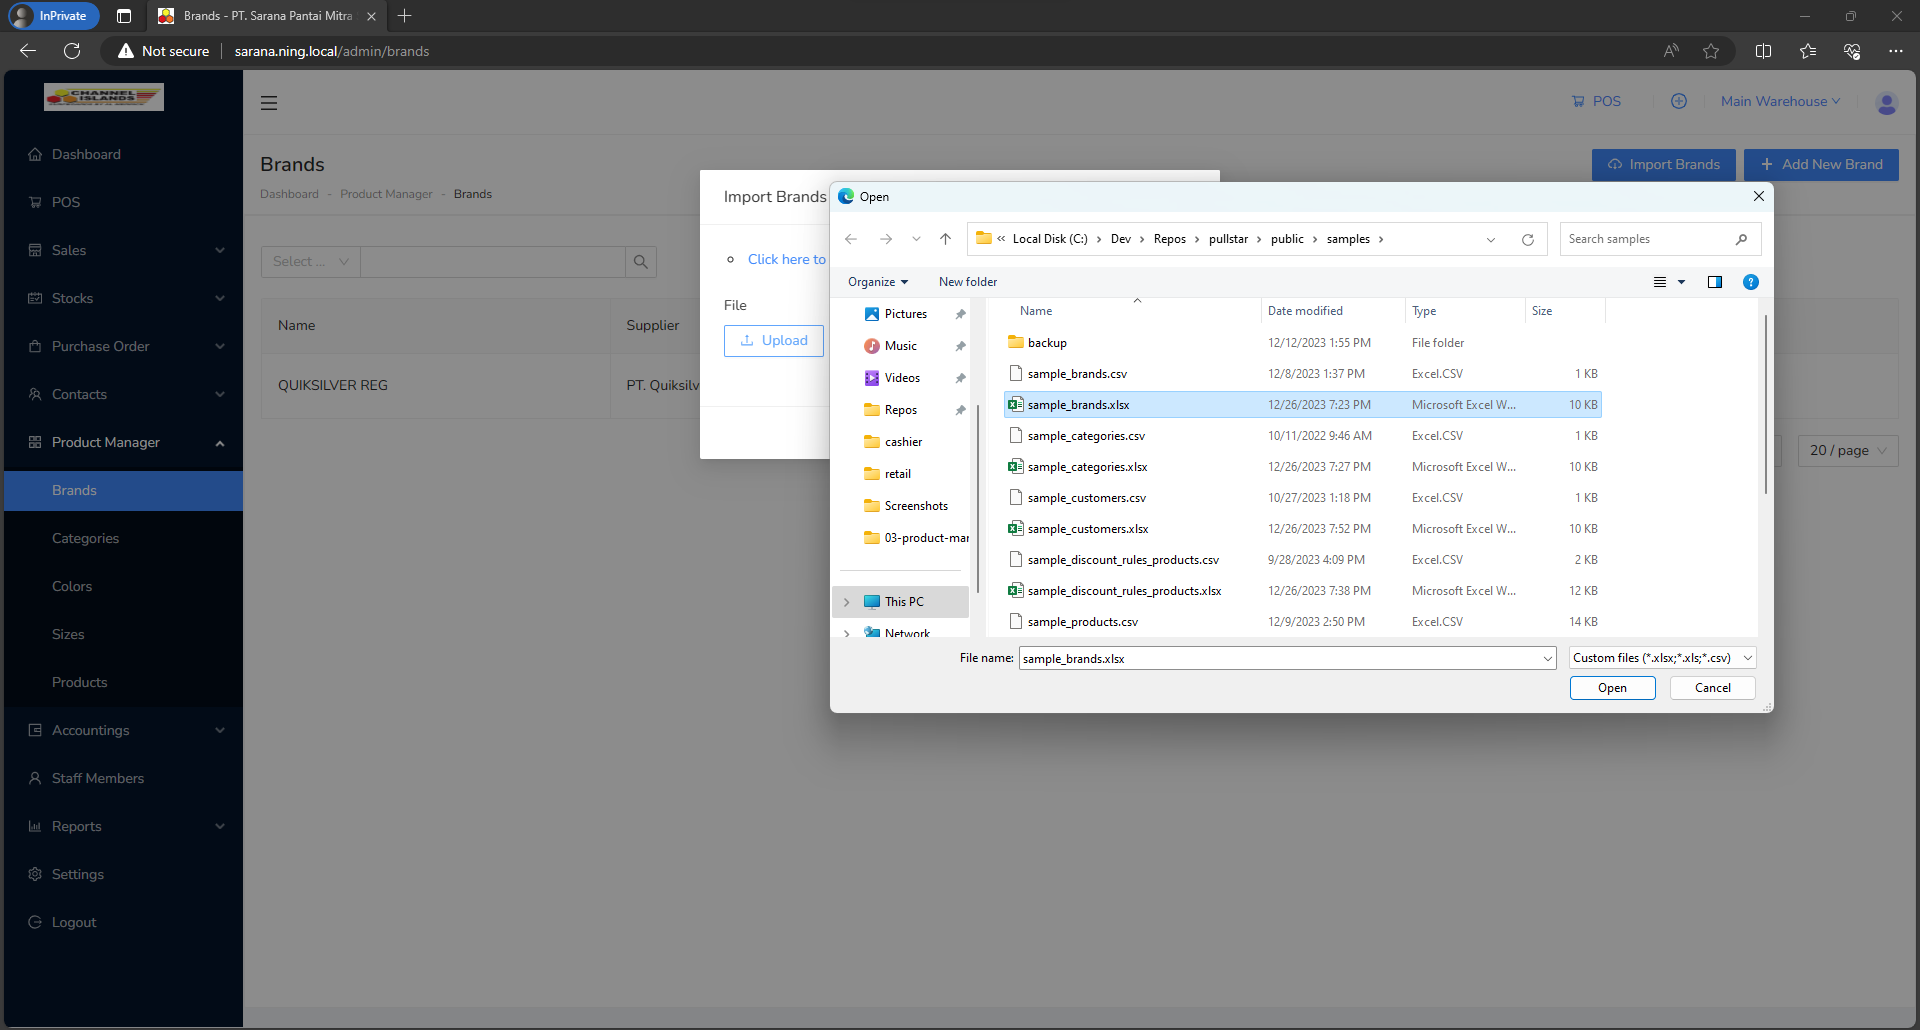 InPrivate
Brands - PT. Sarana Pantai Mitra
Not secure
sarana.ning.local/admin/brands
CHANNEL
ISLANDS
POS
Main Warehouse
Dashboard
POS
Sales
Stocks
Purchase Order
Contacts
Product Manager
Brands
Categories
Colors
Sizes
Products
Accountings
Staff Members
Reports
Settings
Logout
Brands
Dashboard - Product Manager - Brands
Import Brands
Add New Brand
Select ...
Name
Supplier
QUIKSILVER REG
PT. Quiksilv
20 / page
Import Brands
Click here to
File
Upload
Open
« Local Disk (C:) › Dev › Repos › pullstar › public › samples ›
Search samples
Organize
New folder
Pictures
Music
Videos
Repos
cashier
retail
Screenshots
03-product-mar
This PC
Network
Name Date modified Type Size
backup 12/12/2023 1:55 PM File folder
sample_brands.csv 12/8/2023 1:37 PM Excel.CSV 1 KB
sample_brands.xlsx 12/26/2023 7:23 PM Microsoft Excel W... 10 KB
sample_categories.csv 10/11/2022 9:46 AM Excel.CSV 1 KB
sample_categories.xlsx 12/26/2023 7:27 PM Microsoft Excel W... 10 KB
sample_customers.csv 10/27/2023 1:18 PM Excel.CSV 1 KB
sample_customers.xlsx 12/26/2023 7:52 PM Microsoft Excel W... 10 KB
sample_discount_rules_products.csv 9/28/2023 4:09 PM Excel.CSV 2 KB
sample_discount_rules_products.xlsx 12/26/2023 7:38 PM Microsoft Excel W... 12 KB
sample_products.csv 12/9/2023 2:50 PM Excel.CSV 14 KB
File name: sample_brands.xlsx
Custom files (*.xlsx;*.xls;*.csv)
Open
Cancel